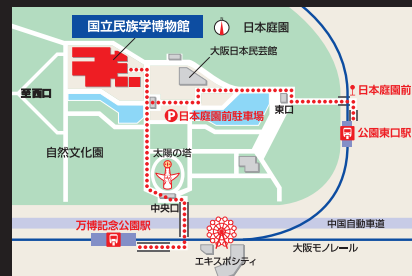 国立民族学博物館
日本庭園
大阪日本民芸館
至西口
日本庭園前
東口
P日本庭園前駐車場
公園東口駅
自然文化園
太陽の塔
中央口
万博記念公園駅
中国自動車道
大阪モノレール
エキスポシティ